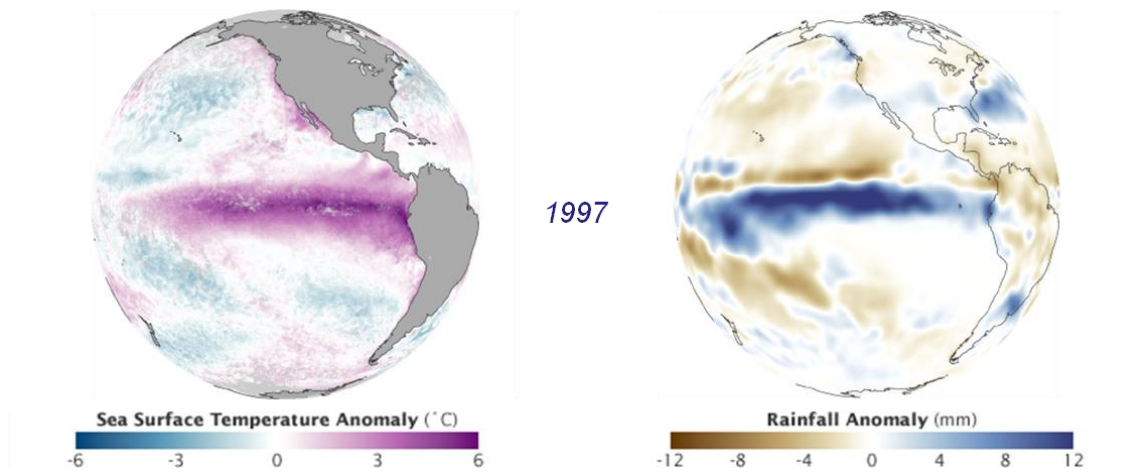 1997
Sea Surface Temperature Anomaly (˚C)
-6 -3 0 3 6
Rainfall Anomaly (mm)
-12 -8 -4 0 4 8 12